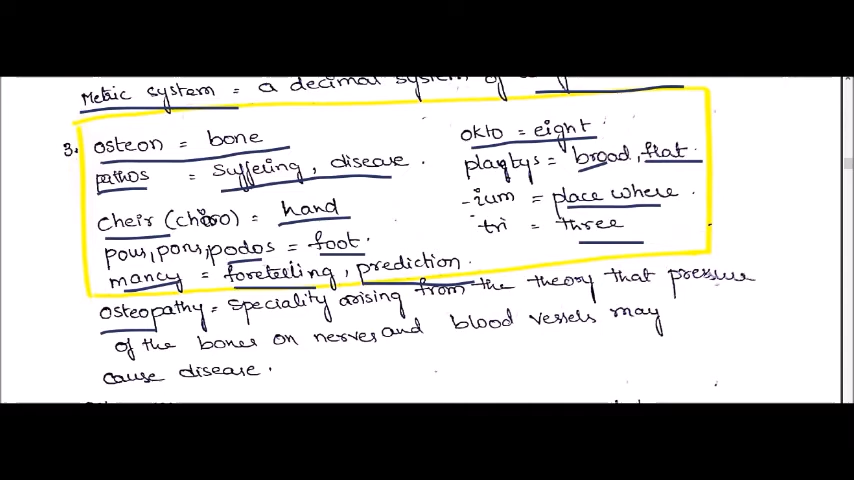 Metric system = a decimal system of
3. osteon = bone
pathos = suffering, disease.
cheir (chiro) = hand
pous, pons, podos = foot.
mancy = foretelling, prediction.
okto = eight
platys = broad, flat.
-ium = place where.
tri = three
osteopathy = speciality arising from the theory that pressure
of the bones on nerves and blood vessels may
cause disease.